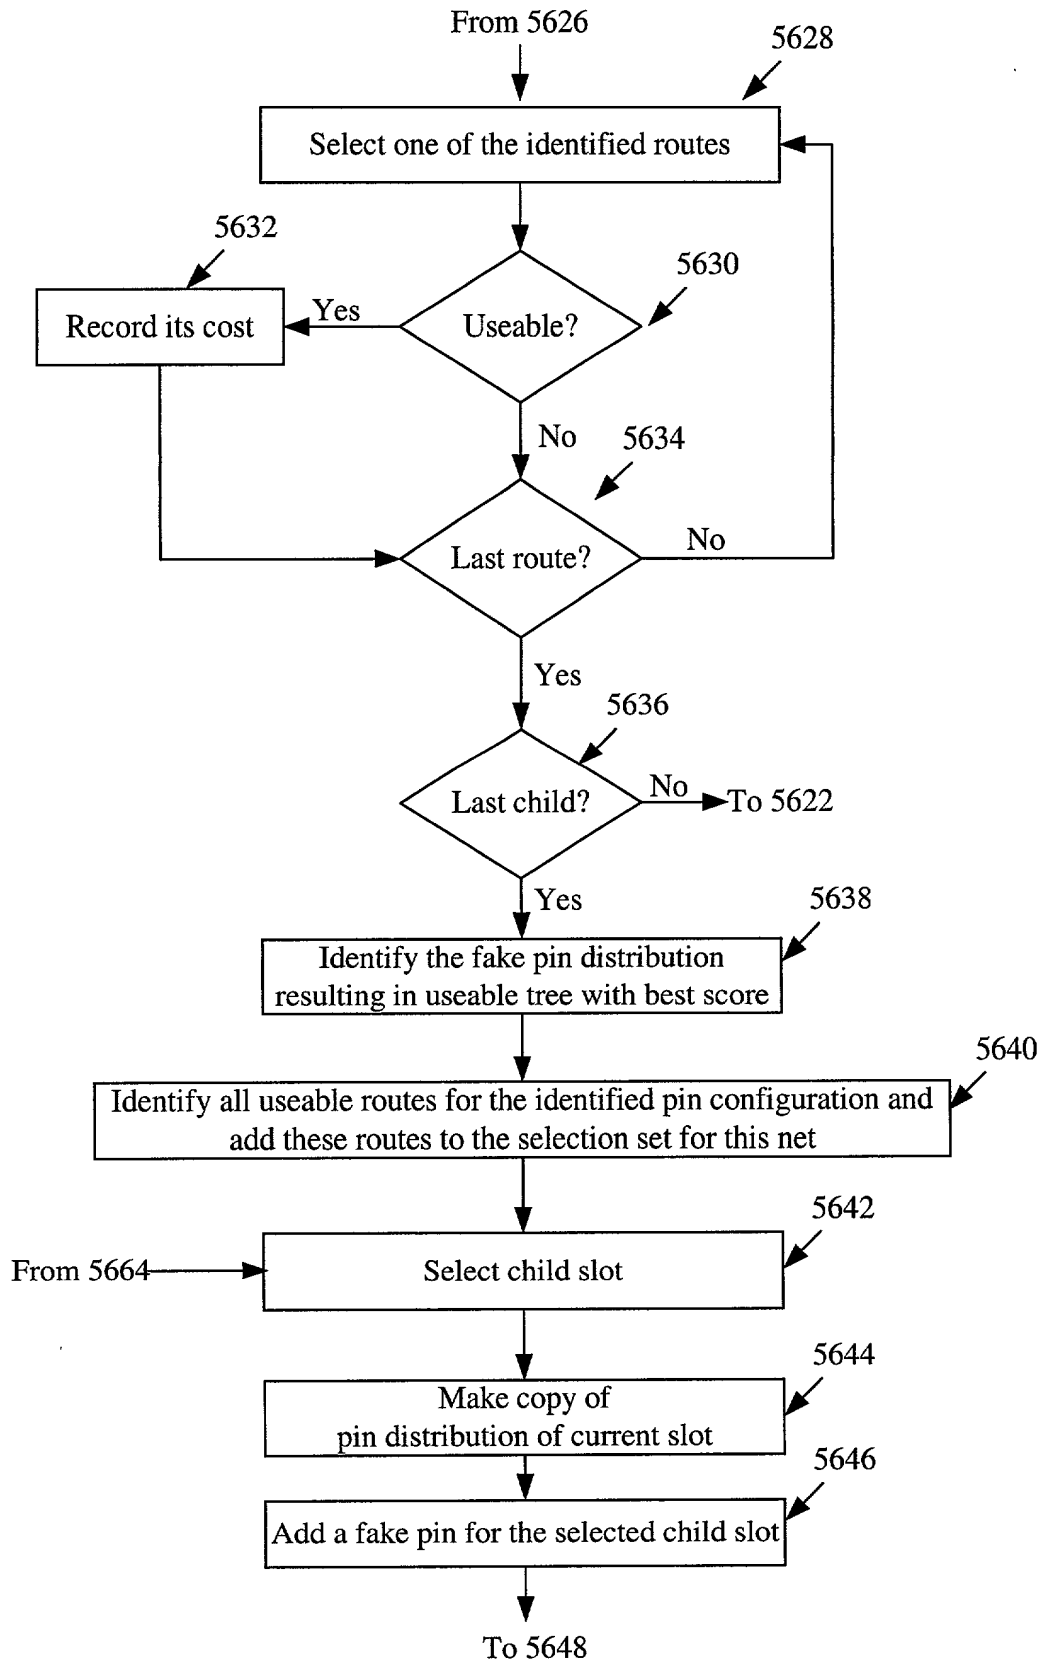 From 5626
5628
Select one of the identified routes
5632
5630
Record its cost
Yes
Useable?
No
5634
Last route?
No
Yes
5636
Last child?
No
To 5622
Yes
5638
Identify the fake pin distribution
resulting in useable tree with best score
5640
Identify all useable routes for the identified pin configuration and
add these routes to the selection set for this net
5642
From 5664
Select child slot
5644
Make copy of
pin distribution of current slot
5646
Add a fake pin for the selected child slot
To 5648